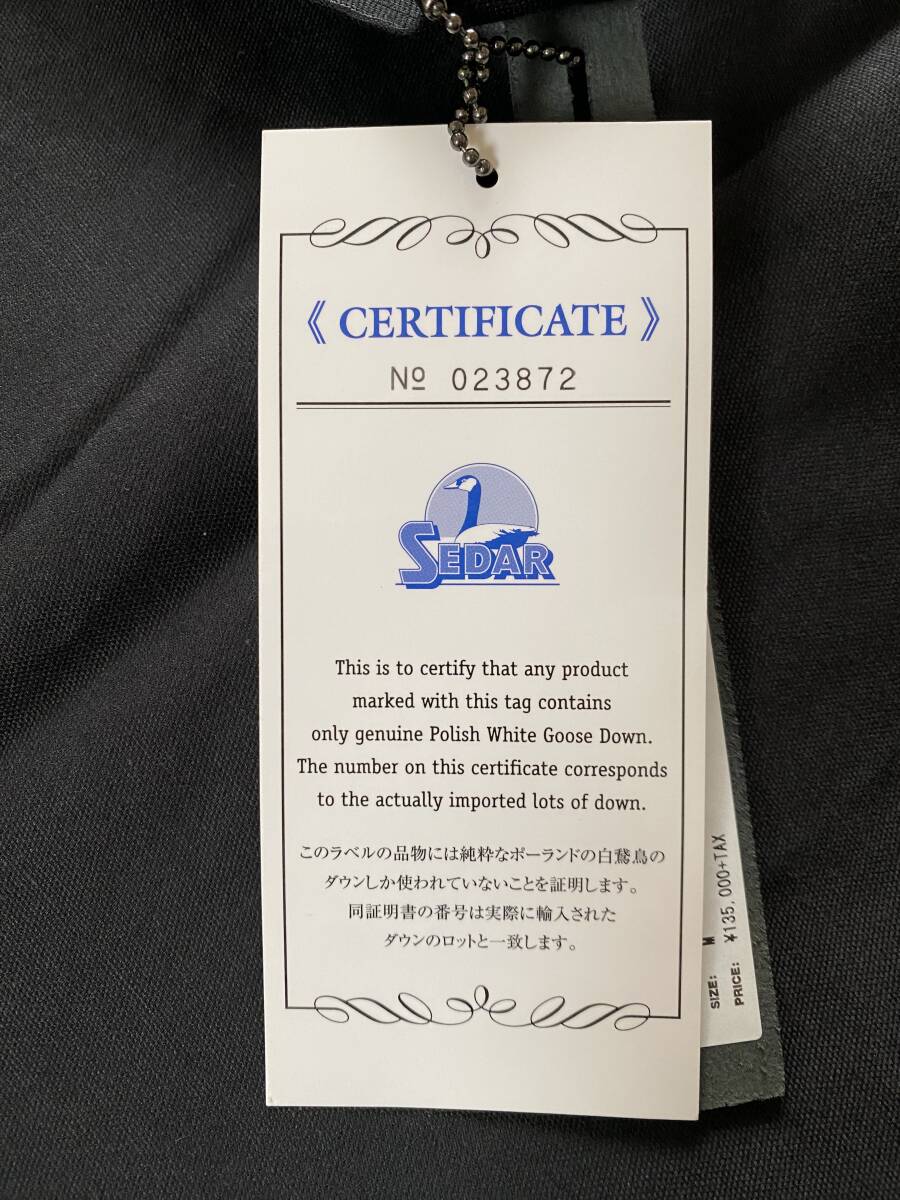 《 CERTIFICATE 》
Nº 023872
SEDAR
This is to certify that any product
marked with this tag contains
only genuine Polish White Goose Down.
The number on this certificate corresponds
to the actually imported lots of down.
このラベルの品物には純粋なポーランドの白鵞鳥の
ダウンしか使われていないことを証明します。
同証明書の番号は実際に輸入された
ダウンのロットと一致します。
SIZE: M
PRICE: ¥135,000+TAX